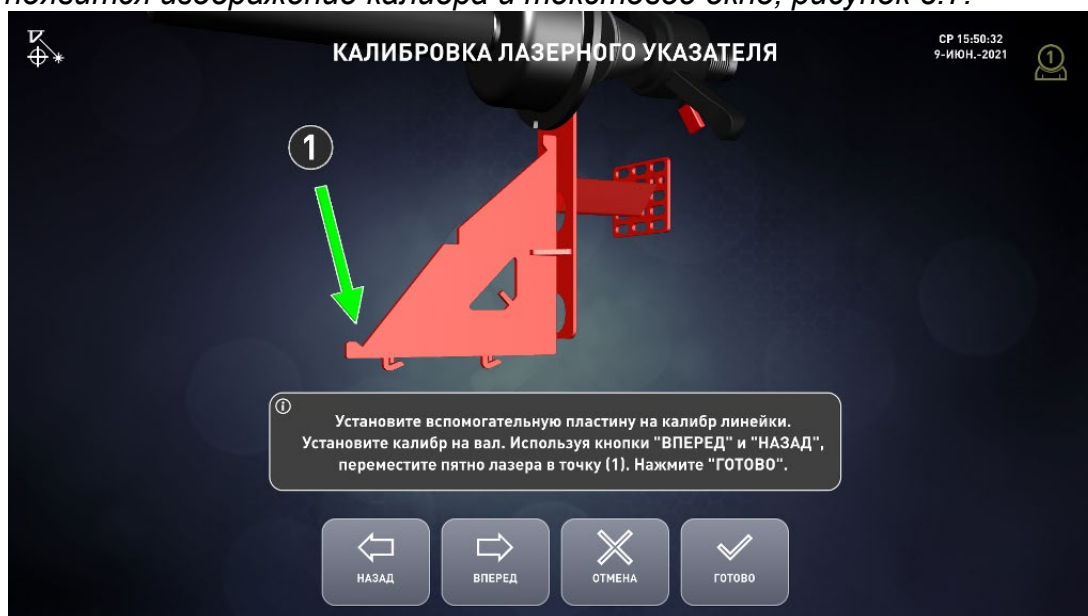 появится изображение калибра и текстовое окно, рисунок
КАЛИБРОВКА ЛАЗЕРНОГО УКАЗАТЕЛЯ
СР 15:50:32
9-ИЮН.-2021
1
1
Установите вспомогательную пластину на калибр линейки.
Установите калибр на вал. Используя кнопки "ВПЕРЕД" и "НАЗАД",
переместите пятно лазера в точку (1). Нажмите "ГОТОВО".
НАЗАД
ВПЕРЕД
ОТМЕНА
ГОТОВО